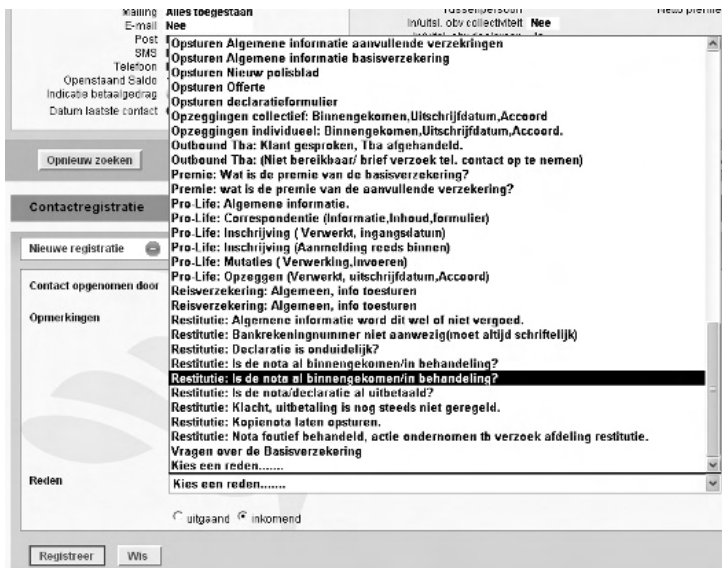 Mailing Alles toegestaan
E-mail Nee
In/uitsl. obv collectiviteit Nee
Post
SMS
Telefoon
Openstaand Saldo
Indicatie betaalgedrag
Datum laatste contact
Opsturen Algemene informatie aanvullende verzekringen
Opsturen Algemene informatie basisverzekering
Opsturen Nieuw polisblad
Opsturen Offerte
Opsturen declaratieformulier
Opzeggingen collectief: Binnengekomen,Uitschrijfdatum,Accoord
Opzeggingen individueel: Binnengekomen,Uitschrijfdatum,Accoord.
Outbound Tba: Klant gesproken, Tba afgehandeld.
Outbound Tba: (Niet bereikbaar/ brief verzoek tel. contact op te nemen)
Premie: Wat is de premie van de basisverzekering?
Premie: wat is de premie van de aanvullende verzekering?
Pro-Life: Algemene informatie.
Pro-Life: Correspondentie (Informatie,Inhoud,formulier)
Pro-Life: Inschrijving ( Verwerkt, ingangsdatum)
Pro-Life: Inschrijving (Aanmelding reeds binnen)
Pro-Life: Mutaties ( Verwerking,Invoeren)
Pro-Life: Opzeggen (Verwerkt, uitschrijfdatum,Accoord)
Reisverzekering: Algemeen, info toesturen
Reisverzekering: Algemeen, info toesturen
Restitutie: Algemene informatie word dit wel of niet vergoed.
Restitutie: Bankrekeningnummer niet aanwezig(moet altijd schriftelijk)
Restitutie: Declaratie is onduidelijk?
Restitutie: Is de nota al binnengekomen/in behandeling?
Restitutie: Is de nota al binnengekomen/in behandeling?
Restitutie: Is de nota/declaratie al uitbetaald?
Restitutie: Klacht, uitbetaling is nog steeds niet geregeld.
Restitutie: Kopienota laten opsturen.
Restitutie: Nota foutief behandeld, actie ondernomen tb verzoek afdeling restitutie.
Vragen over de Basisverzekering
Kies een reden.......
Opnieuw zoeken
Contactregistratie
Nieuwe registratie
Contact opgenomen door
Opmerkingen
Reden
Kies een reden.......
uitgaand inkomend
Registreer Wis